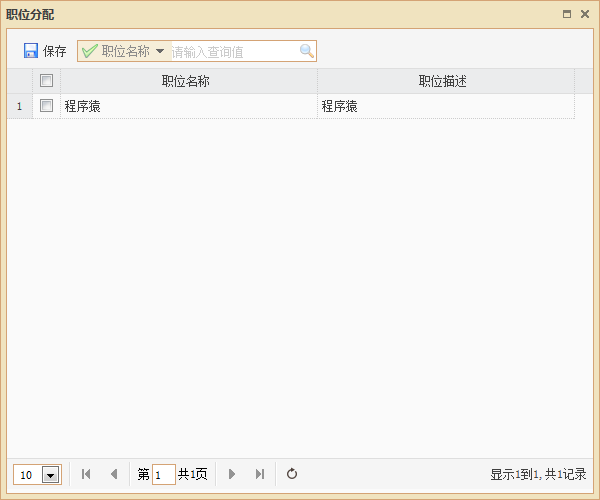 职位分配
保存 职位名称 请输入查询值
职位名称 职位描述
1 程序猿 程序猿
10 第 1 共1页 显示1到1, 共1记录